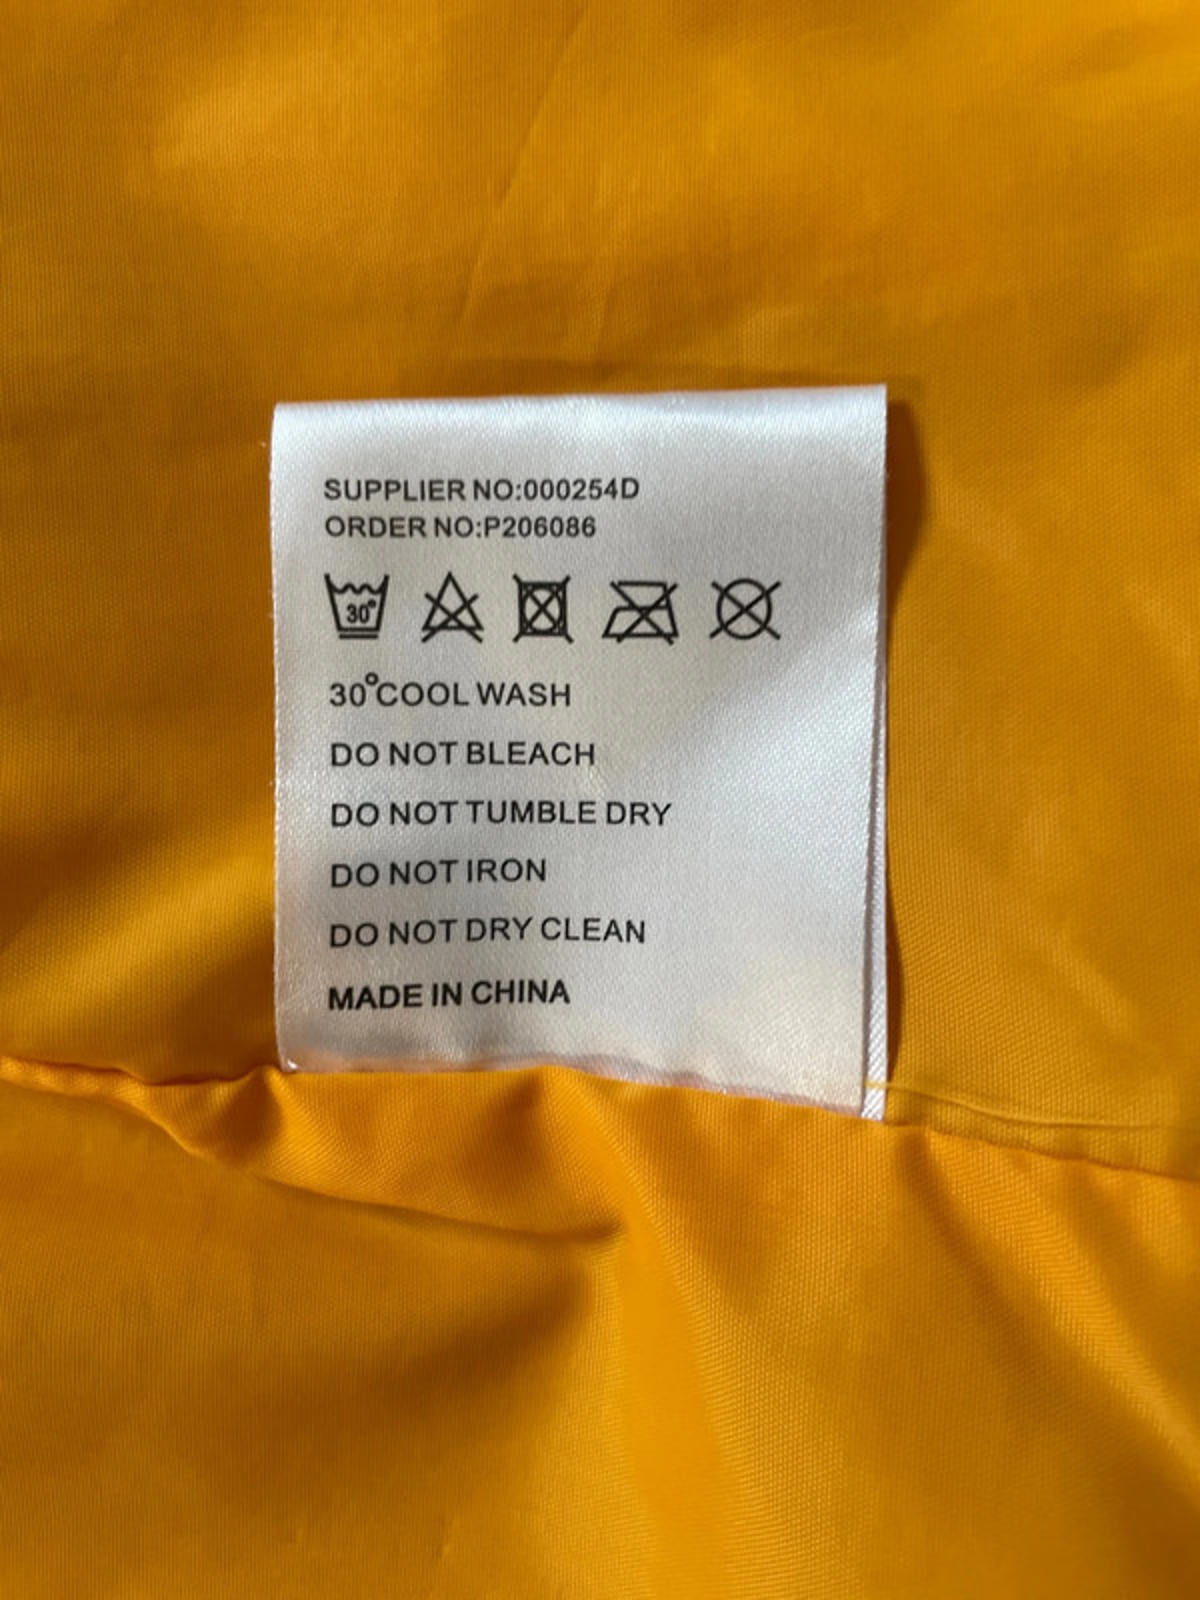 SUPPLIER NO:000254D
ORDER NO:P206086
30°
30°COOL WASH
DO NOT BLEACH
DO NOT TUMBLE DRY
DO NOT IRON
DO NOT DRY CLEAN
MADE IN CHINA